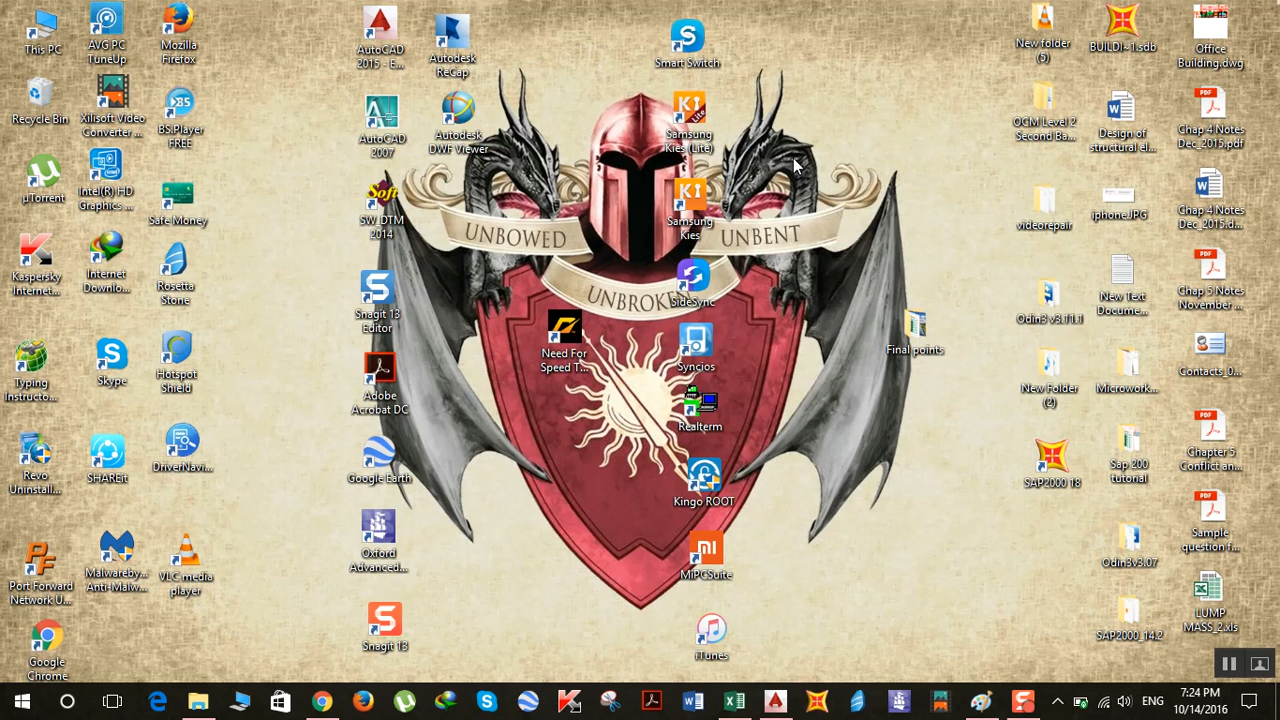 This PC
AVG PC
TuneUp
Mozilla
Firefox
Recycle Bin
Xilisoft Video
Converter ...
BS.Player
FREE
µTorrent
Intel(R) HD
Graphics ...
Safe Money
Kaspersky
Internet...
Internet
Downlo...
Rosetta
Stone
Typing
Instructo...
Skype
Hotspot
Shield
Revo
Uninstall...
SHAREit
DriverNavi...
Port Forward
Network U...
Malwareby...
Anti-Malw...
VLC media
player
Google
Chrome
AutoCAD
2015 - E...
Autodesk
ReCap
AutoCAD
2007
Autodesk
DWF Viewer
Soft
SW_DTM
2014
Snagit 13
Editor
Adobe
Acrobat DC
Google Earth
Oxford
Advanced...
Snagit 13
Need For
Speed T...
Smart Switch
Samsung
Kies (Lite)
Samsung
Kies
SideSync
Syncios
Realterm
Kingo ROOT
MiPCSuite
iTunes
UNBOWED
UNBENT
UNBROKE
Final points
New folder
(5)
BUILDI~1.sdb
Office
Building.dwg
OCM Level 2
Second Ba...
Design of
structural el...
Chap 4 Notes
Dec_2015.pdf
videorepair
iphone.JPG
Chap 4 Notes
Dec_2015.d...
Odin3 v3.11.1
New Text
Docume...
Chap 5 Notes
November ...
New Folder
(2)
Microwork...
Contacts_0...
SAP2000 18
Sap 200
tutorial
Chapter 5
Conflict an...
Odin3v3.07
Sample
question f...
SAP2000_14.2
LUMP
MASS_2.xls
ENG
7:24 PM
10/14/2016